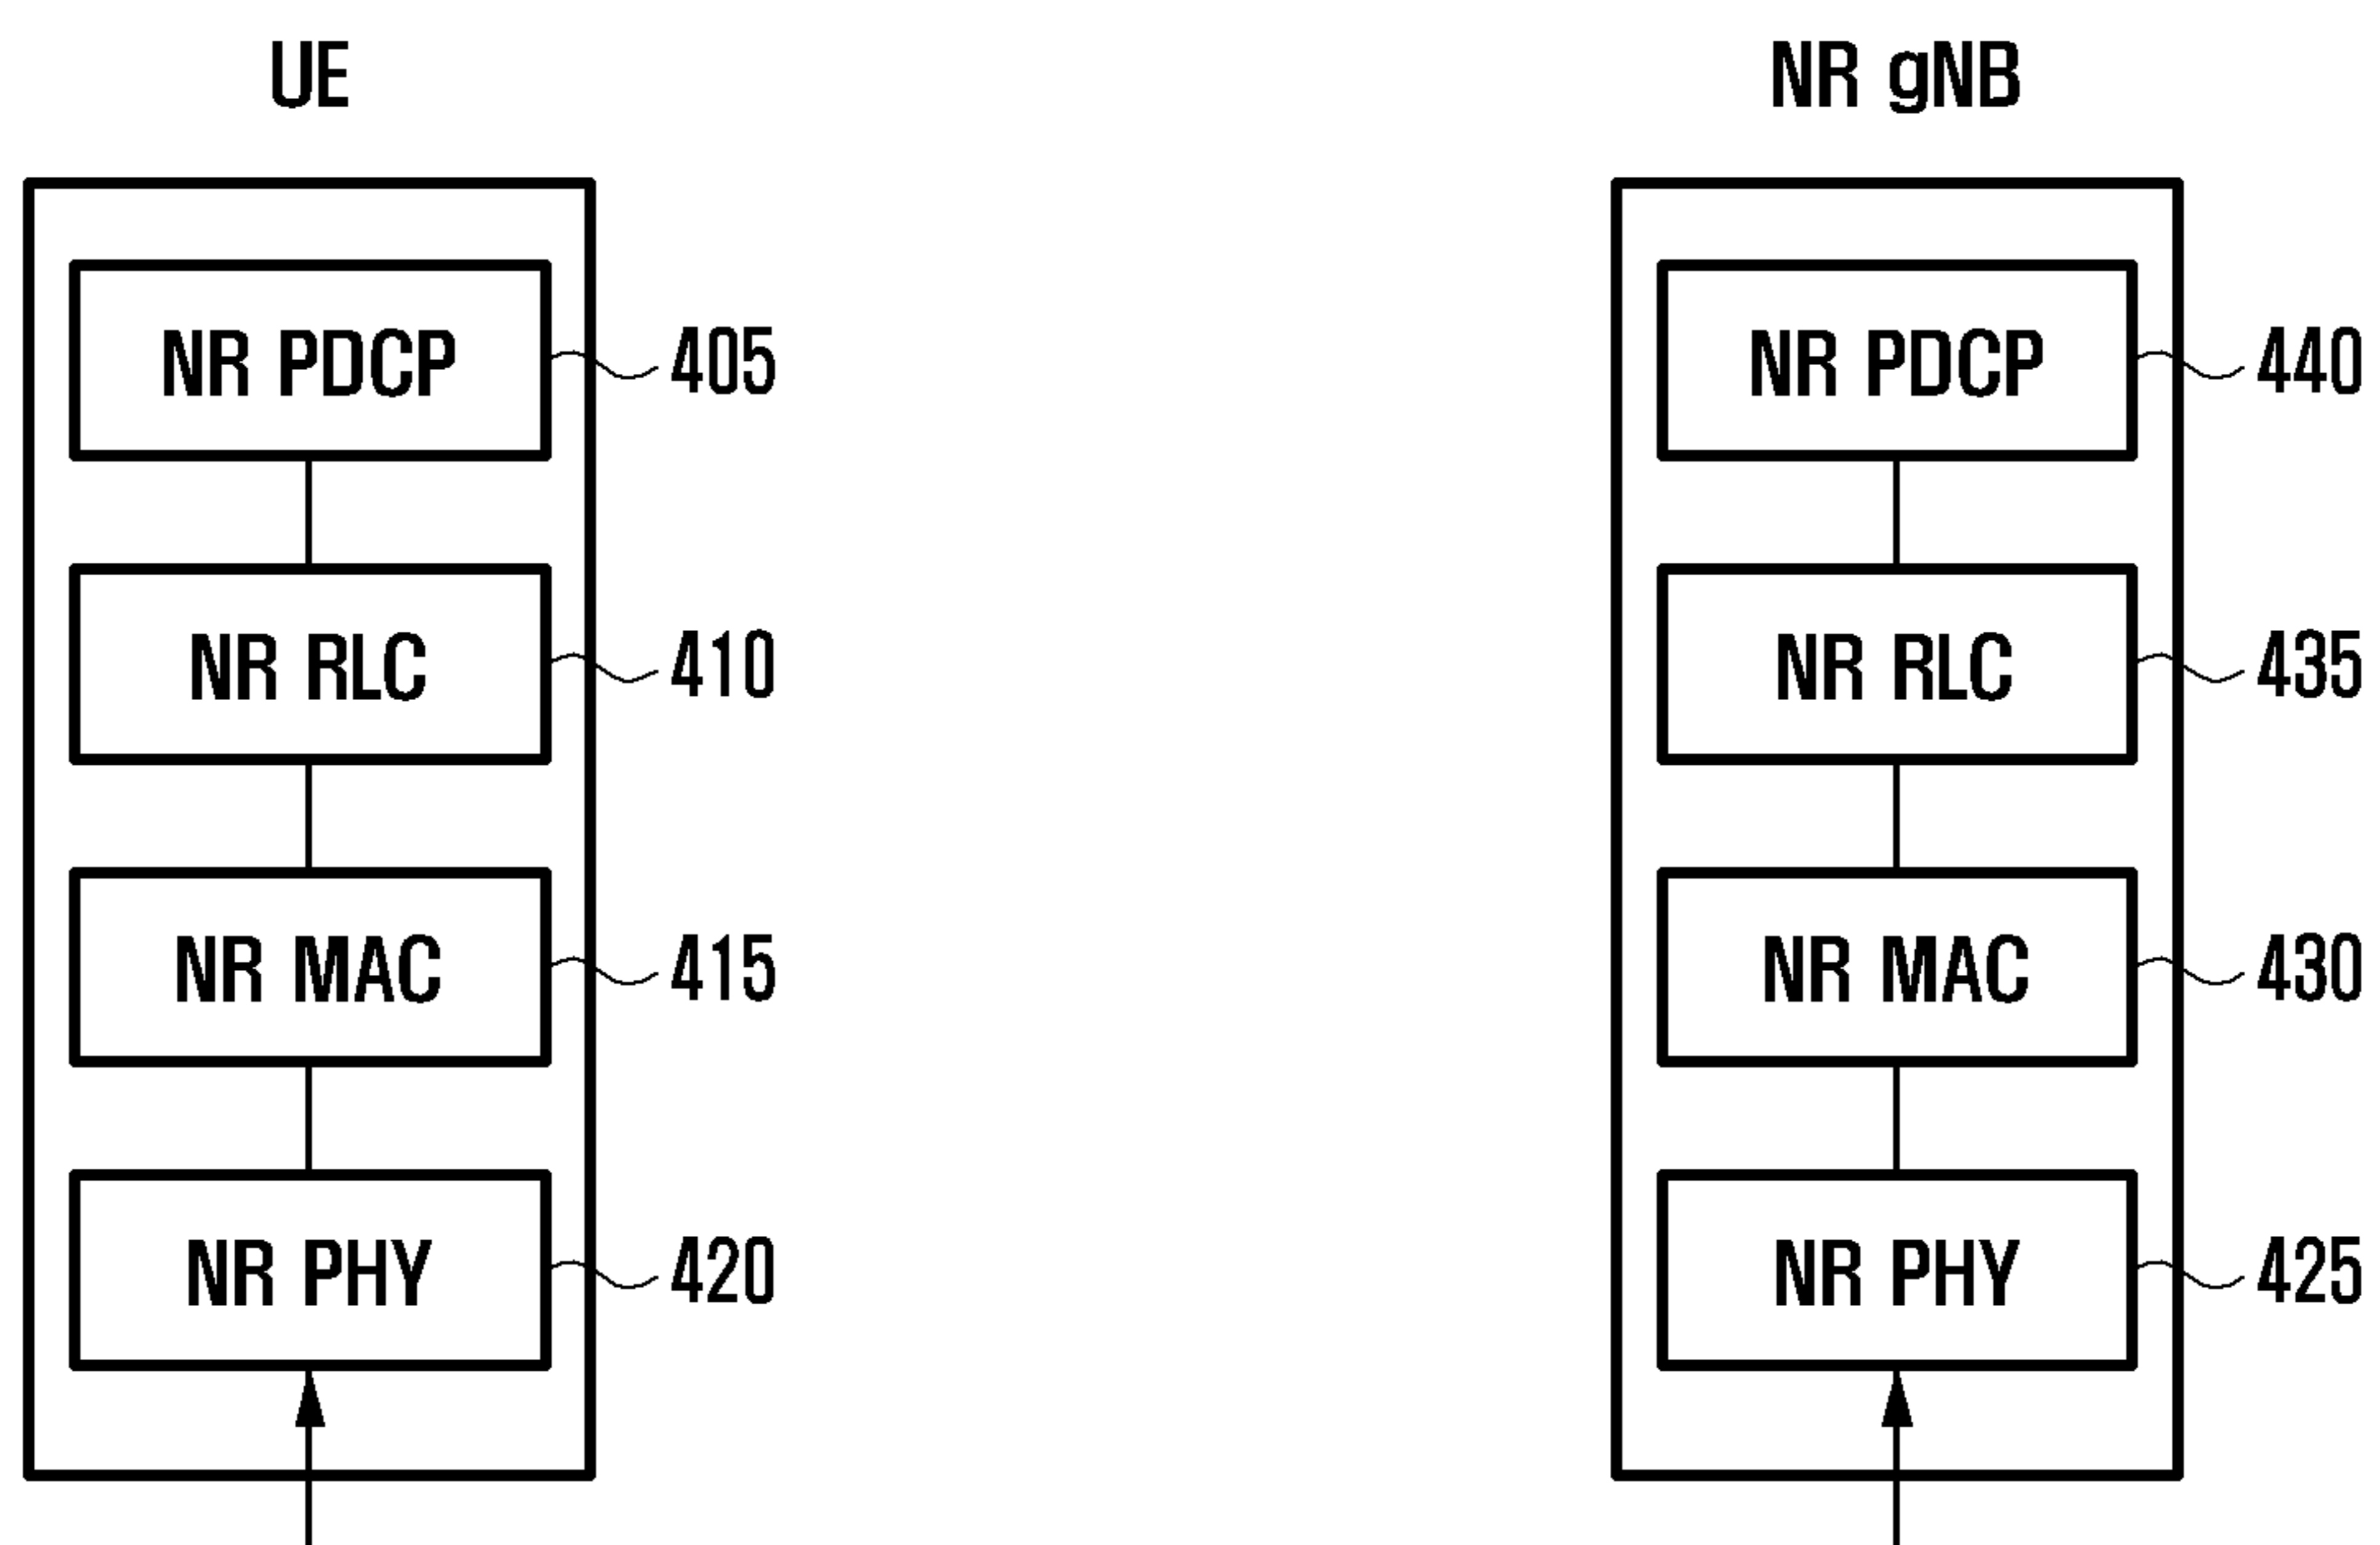 UE
NR gNB
NR PDCP
405
NR PDCP
440
NR RLC
410
NR RLC
435
NR MAC
415
NR MAC
430
NR PHY
420
NR PHY
425